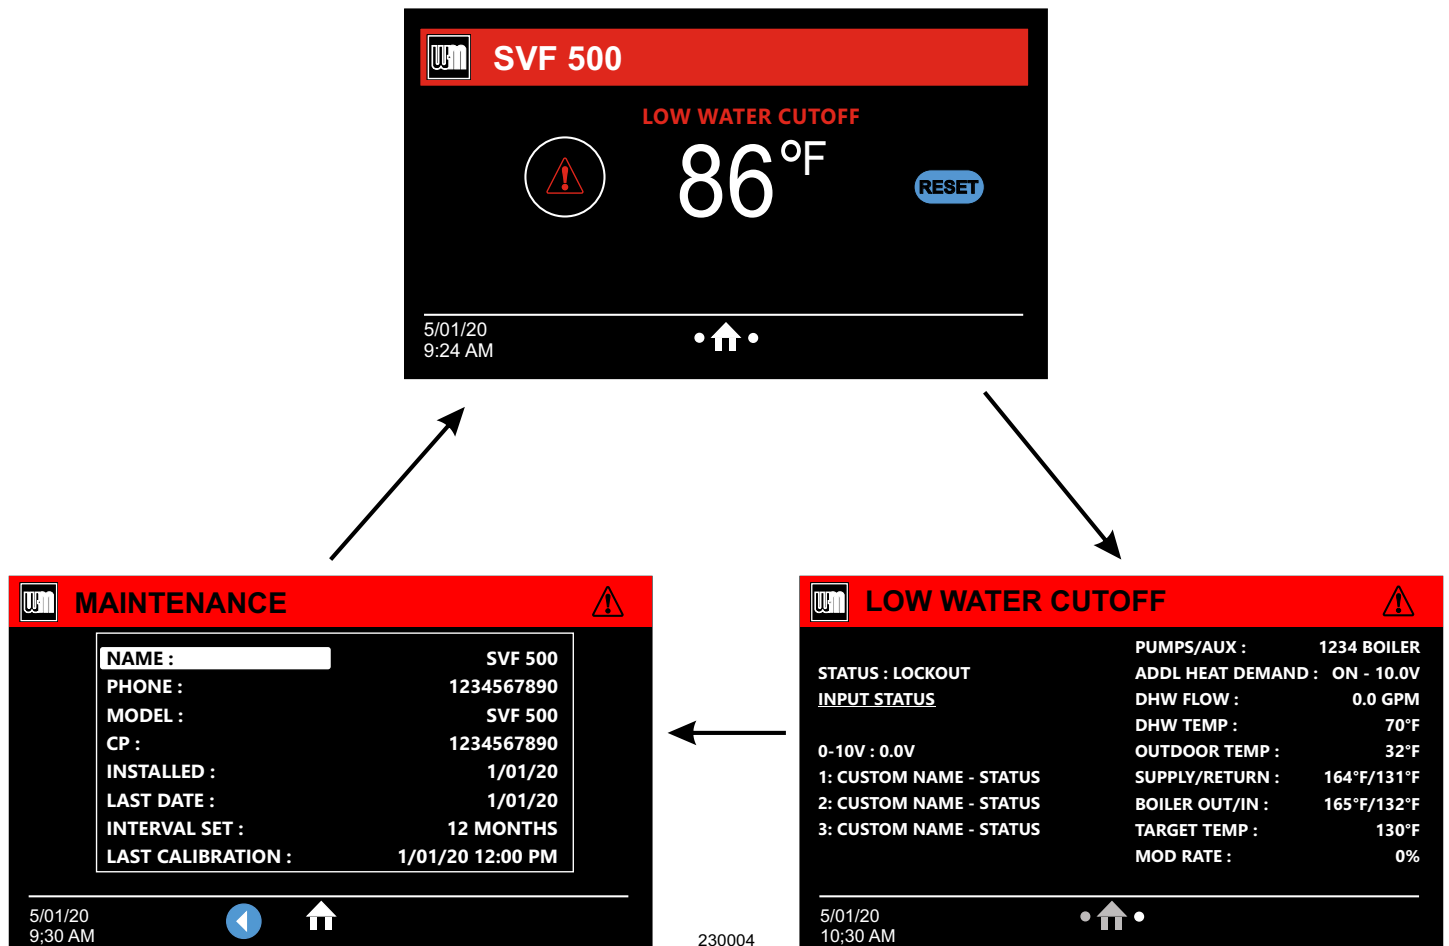 WM SVF 500
LOW WATER CUTOFF
86°F
RESET
5/01/20
9:24 AM
WM MAINTENANCE
NAME : SVF 500
PHONE : 1234567890
MODEL : SVF 500
CP : 1234567890
INSTALLED : 1/01/20
LAST DATE : 1/01/20
INTERVAL SET : 12 MONTHS
LAST CALIBRATION : 1/01/20 12:00 PM
5/01/20
9;30 AM
WM LOW WATER CUTOFF
STATUS : LOCKOUT
INPUT STATUS
0-10V : 0.0V
1: CUSTOM NAME - STATUS
2: CUSTOM NAME - STATUS
3: CUSTOM NAME - STATUS
PUMPS/AUX : 1234 BOILER
ADDL HEAT DEMAND : ON - 10.0V
DHW FLOW : 0.0 GPM
DHW TEMP : 70°F
OUTDOOR TEMP : 32°F
SUPPLY/RETURN : 164°F/131°F
BOILER OUT/IN : 165°F/132°F
TARGET TEMP : 130°F
MOD RATE : 0%
5/01/20
10;30 AM
230004